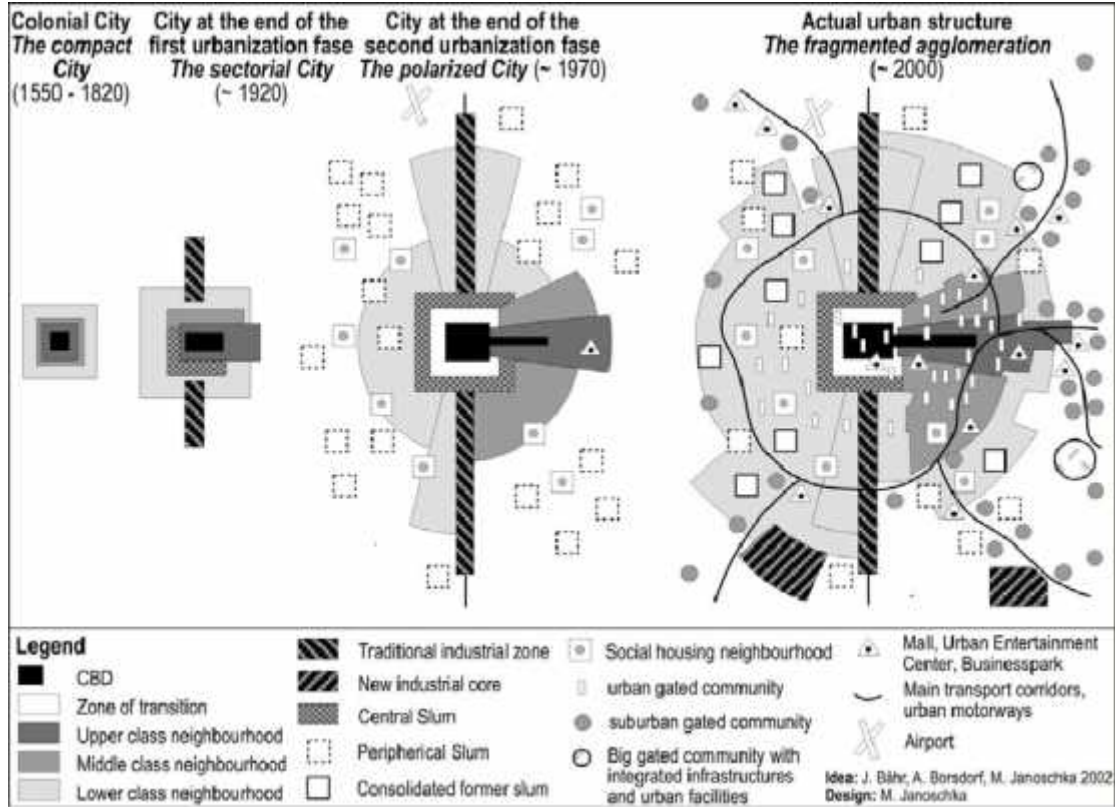 Colonial City
The compact
City
(1550 - 1820)
City at the end of the
first urbanization fase
The sectorial City
(~ 1920)
City at the end of the
second urbanization fase
The polarized City (~ 1970)
Actual urban structure
The fragmented agglomeration
(~ 2000)
Legend
CBD
Zone of transition
Upper class neighbourhood
Middle class neighbourhood
Lower class neighbourhood
Traditional industrial zone
New industrial core
Central Slum
Peripherical Slum
Consolidated former slum
Social housing neighbourhood
urban gated community
suburban gated community
Big gated community with
integrated infrastructures
and urban facilities
Mall, Urban Entertainment
Center, Businesspark
Main transport corridors,
urban motorways
Airport
Idea: J. Bähr, A. Borsdorf, M. Janoschka 2002
Design: M. Janoschka